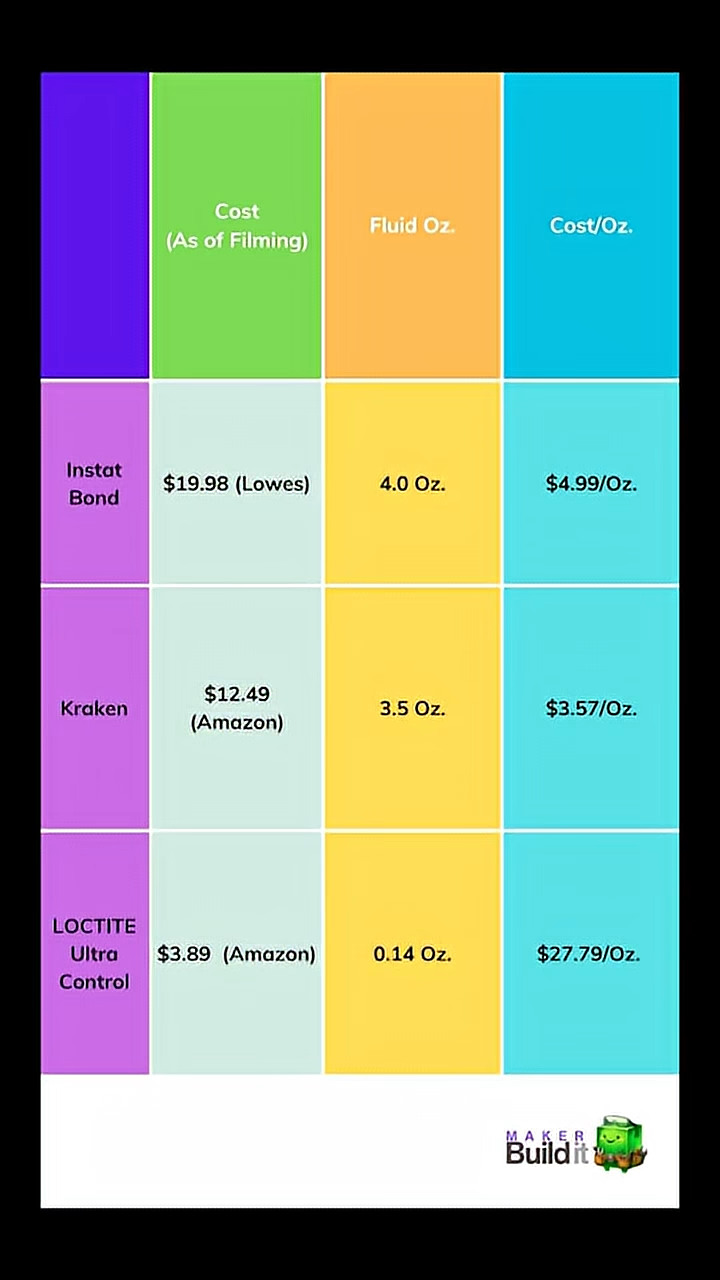 Cost
(As of Filming)
Fluid Oz.
Cost/Oz.
Instat
Bond
$19.98 (Lowes)
4.0 Oz.
$4.99/Oz.
Kraken
$12.49
(Amazon)
3.5 Oz.
$3.57/Oz.
LOCTITE
Ultra
Control
$3.89  (Amazon)
0.14 Oz.
$27.79/Oz.
MAKER
Build it